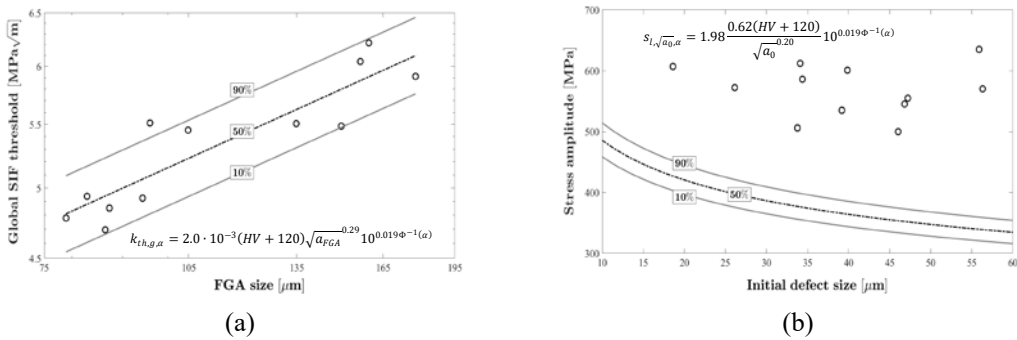 Global SIF threshold [MPa√m]
6.5
6
5.5
5
4.5
90%
50%
10%
k_{th,g,α} = 2.0 · 10^{-3}(HV + 120)√a_{FGA}^{0.29}10^{0.019Φ^{-1}(α)}
75 105 135 165 195
FGA size [μm]
(a)
Stress amplitude [MPa]
700
600
500
400
300
s_{l,√a_0,α} = 1.98 \frac{0.62(HV + 120)}{√a_0^{0.20}} 10^{0.019Φ^{-1}(α)}
90%
50%
10%
10 15 20 25 30 35 40 45 50 55 60
Initial defect size [μm]
(b)